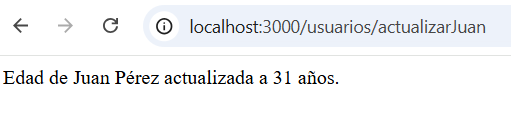 localhost:3000/usuarios/actualizarJuan
Edad de Juan Pérez actualizada a 31 años.